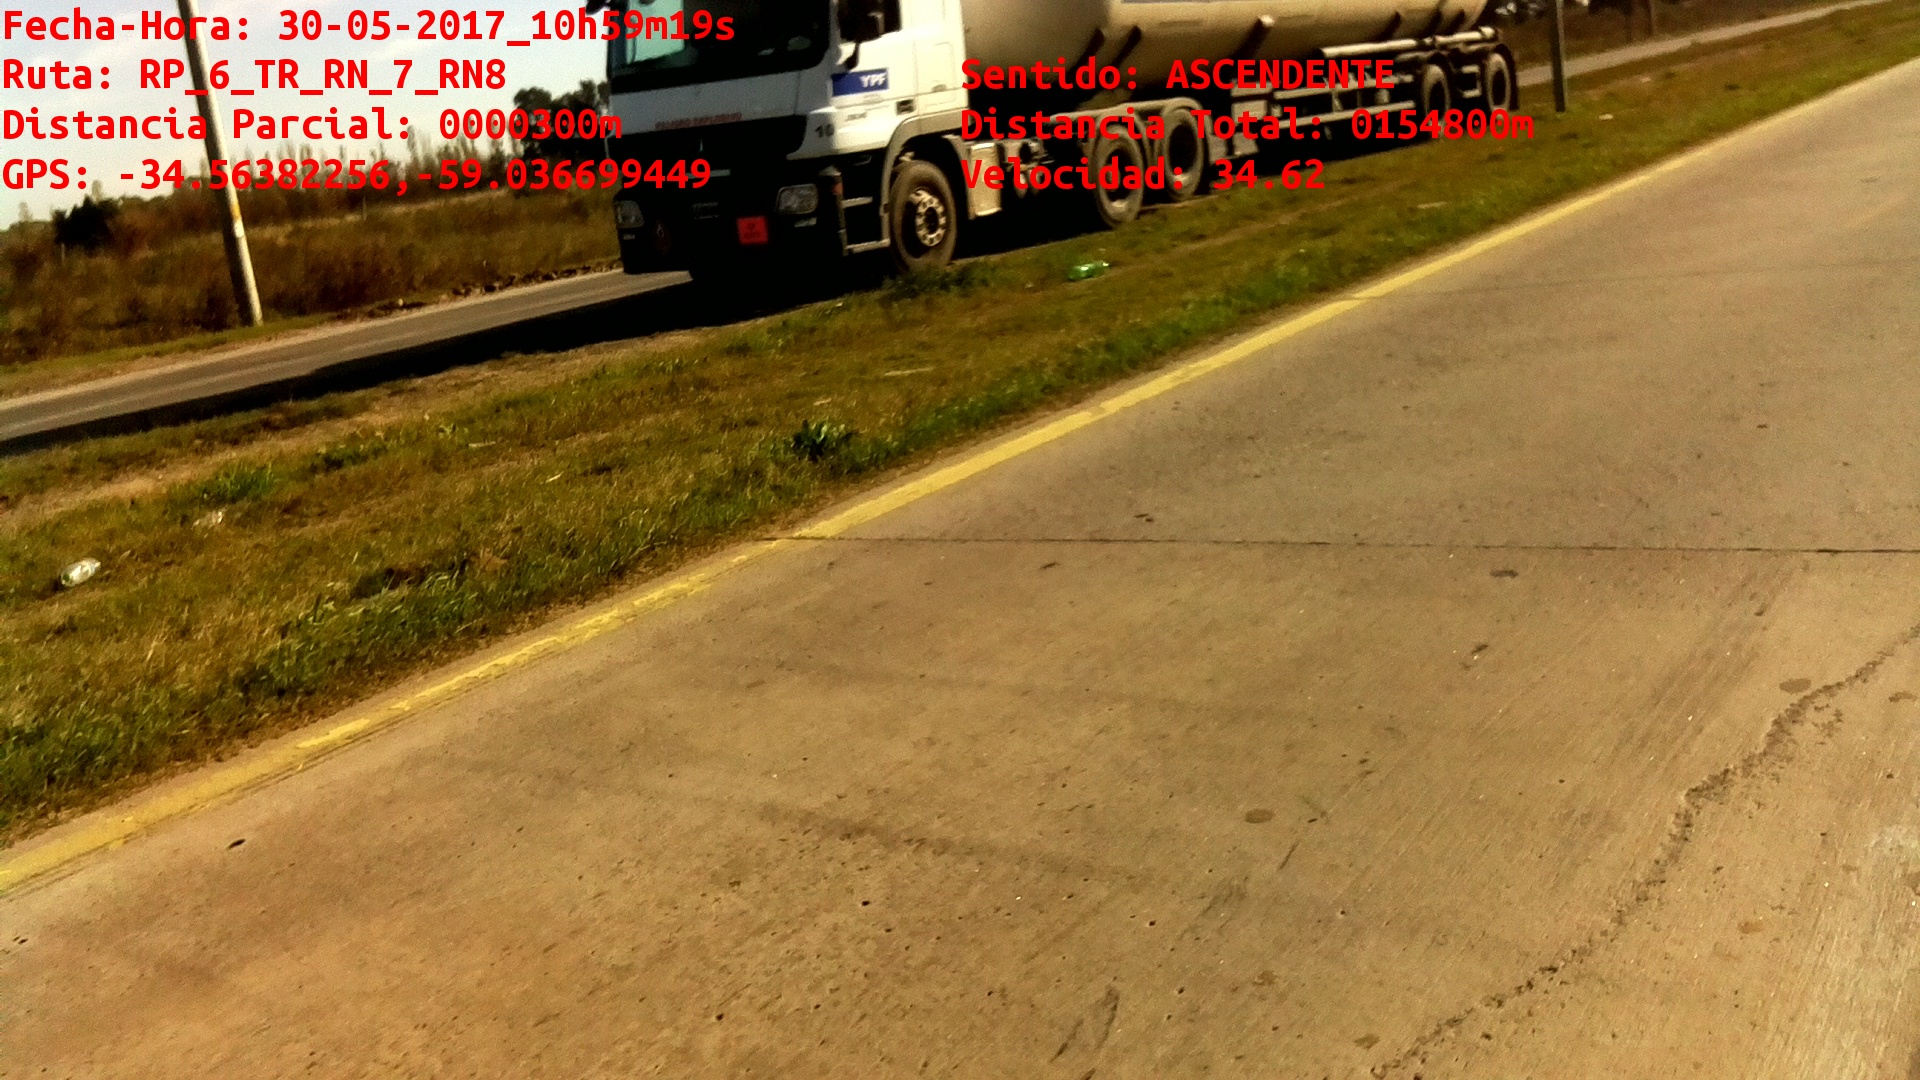 Fecha-Hora: 30-05-2017_10h59m19s
Ruta: RP_6_TR_RN_7_RN8
Sentido: ASCENDENTE
Distancia Parcial: 0000300m
Distancia Total: 0154800m
GPS: -34.56382256,-59.036699449
Velocidad: 34.62
YPF